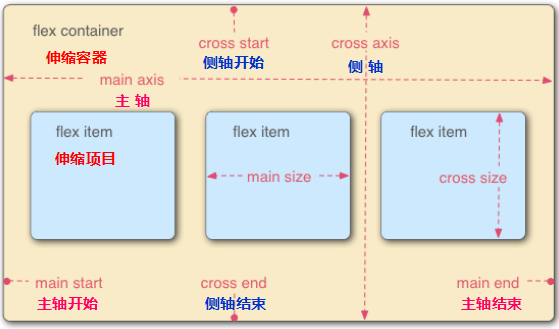 flex container
伸缩容器
cross start
侧轴开始
cross axis
侧 轴
main axis
主 轴
flex item
伸缩项目
flex item
main size
flex item
cross size
main start
主轴开始
cross end
侧轴结束
main end
主轴结束